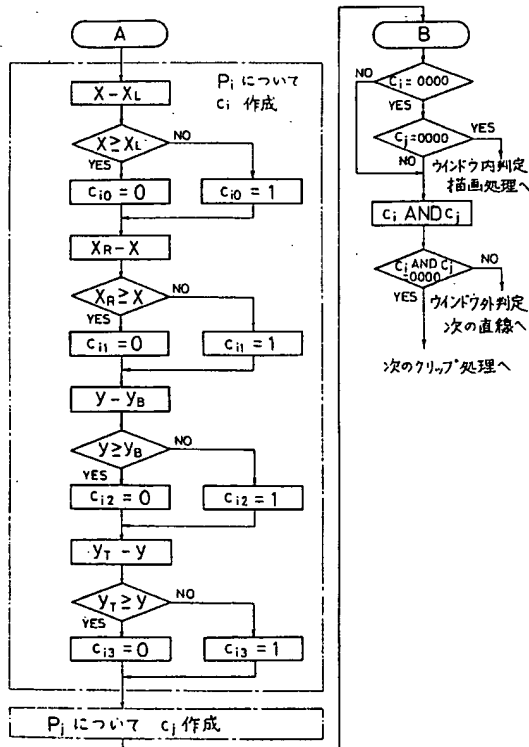 A
Piについて
ci 作成
X − XL
X ≥ XL
NO
YES
ci0 = 0
ci0 = 1
XR − X
XR ≥ X
NO
YES
ci1 = 0
ci1 = 1
y − yB
y ≥ yB
NO
YES
ci2 = 0
ci2 = 1
yT − y
yT ≥ y
NO
YES
ci3 = 0
ci3 = 1
Pjについて cj 作成
B
NO
Ci = 0000
YES
Cj = 0000
YES
NO
ウインドウ内判定
描画処理へ
ci AND cj
Ci AND Cj
=0000
NO
YES
ウインドウ外判定
次の直線へ
次のクリップ処理へ